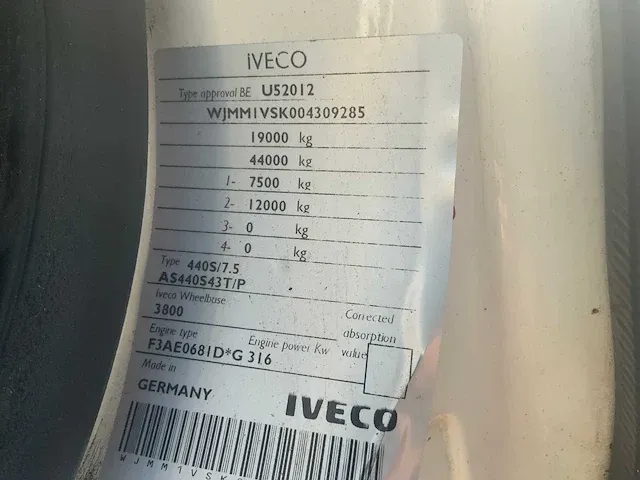 IVECO
Type approval BE U52012
WJMM1VSK004309285
19000 kg
44000 kg
1- 7500 kg
2- 12000 kg
3- 0 kg
4- 0 kg
Type 440S/7.5
AS440S43T/P
Iveco Wheelbase
3800
Corrected
absorption
value
Engine type
Engine power Kw
F3AE0681D*G 316
Made in
GERMANY
IVECO
WJMM1VSK